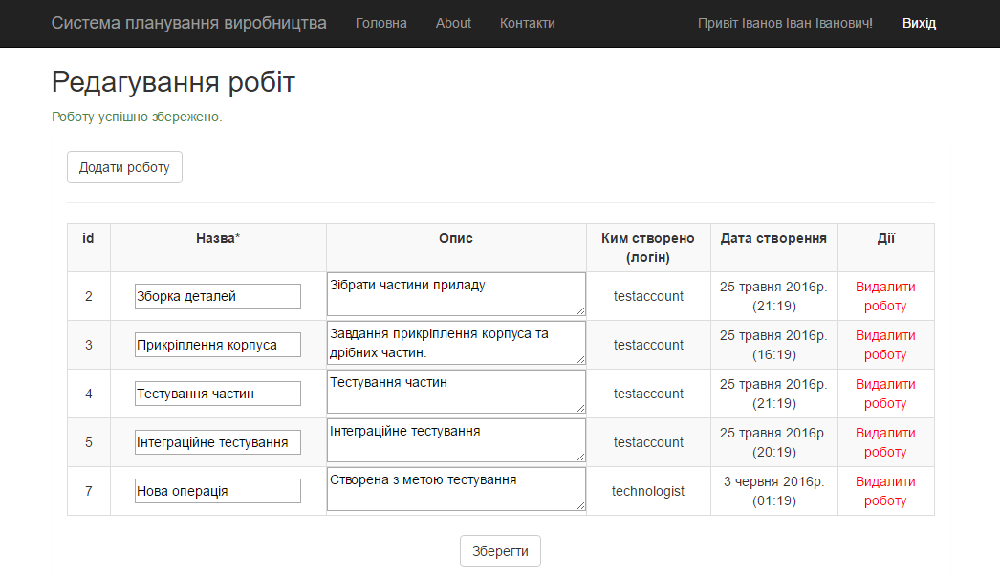 Система планування виробництва Головна About Контакти Привіт Іванов Іван Іванович! Вихід
Редагування робіт
Роботу успішно збережено.
Додати роботу
id Назва* Опис Ким створено (логін) Дата створення Дії
2 Зборка деталей Зібрати частини приладу testaccount 25 травня 2016р. (21:19) Видалити роботу
3 Прикріплення корпуса Завдання прикріплення корпуса та дрібних частин. testaccount 25 травня 2016р. (16:19) Видалити роботу
4 Тестування частин Тестування частин testaccount 25 травня 2016р. (21:19) Видалити роботу
5 Інтеграційне тестування Інтеграційне тестування testaccount 25 травня 2016р. (20:19) Видалити роботу
7 Нова операція Створена з метою тестування technologist 3 червня 2016р. (01:19) Видалити роботу
Зберегти